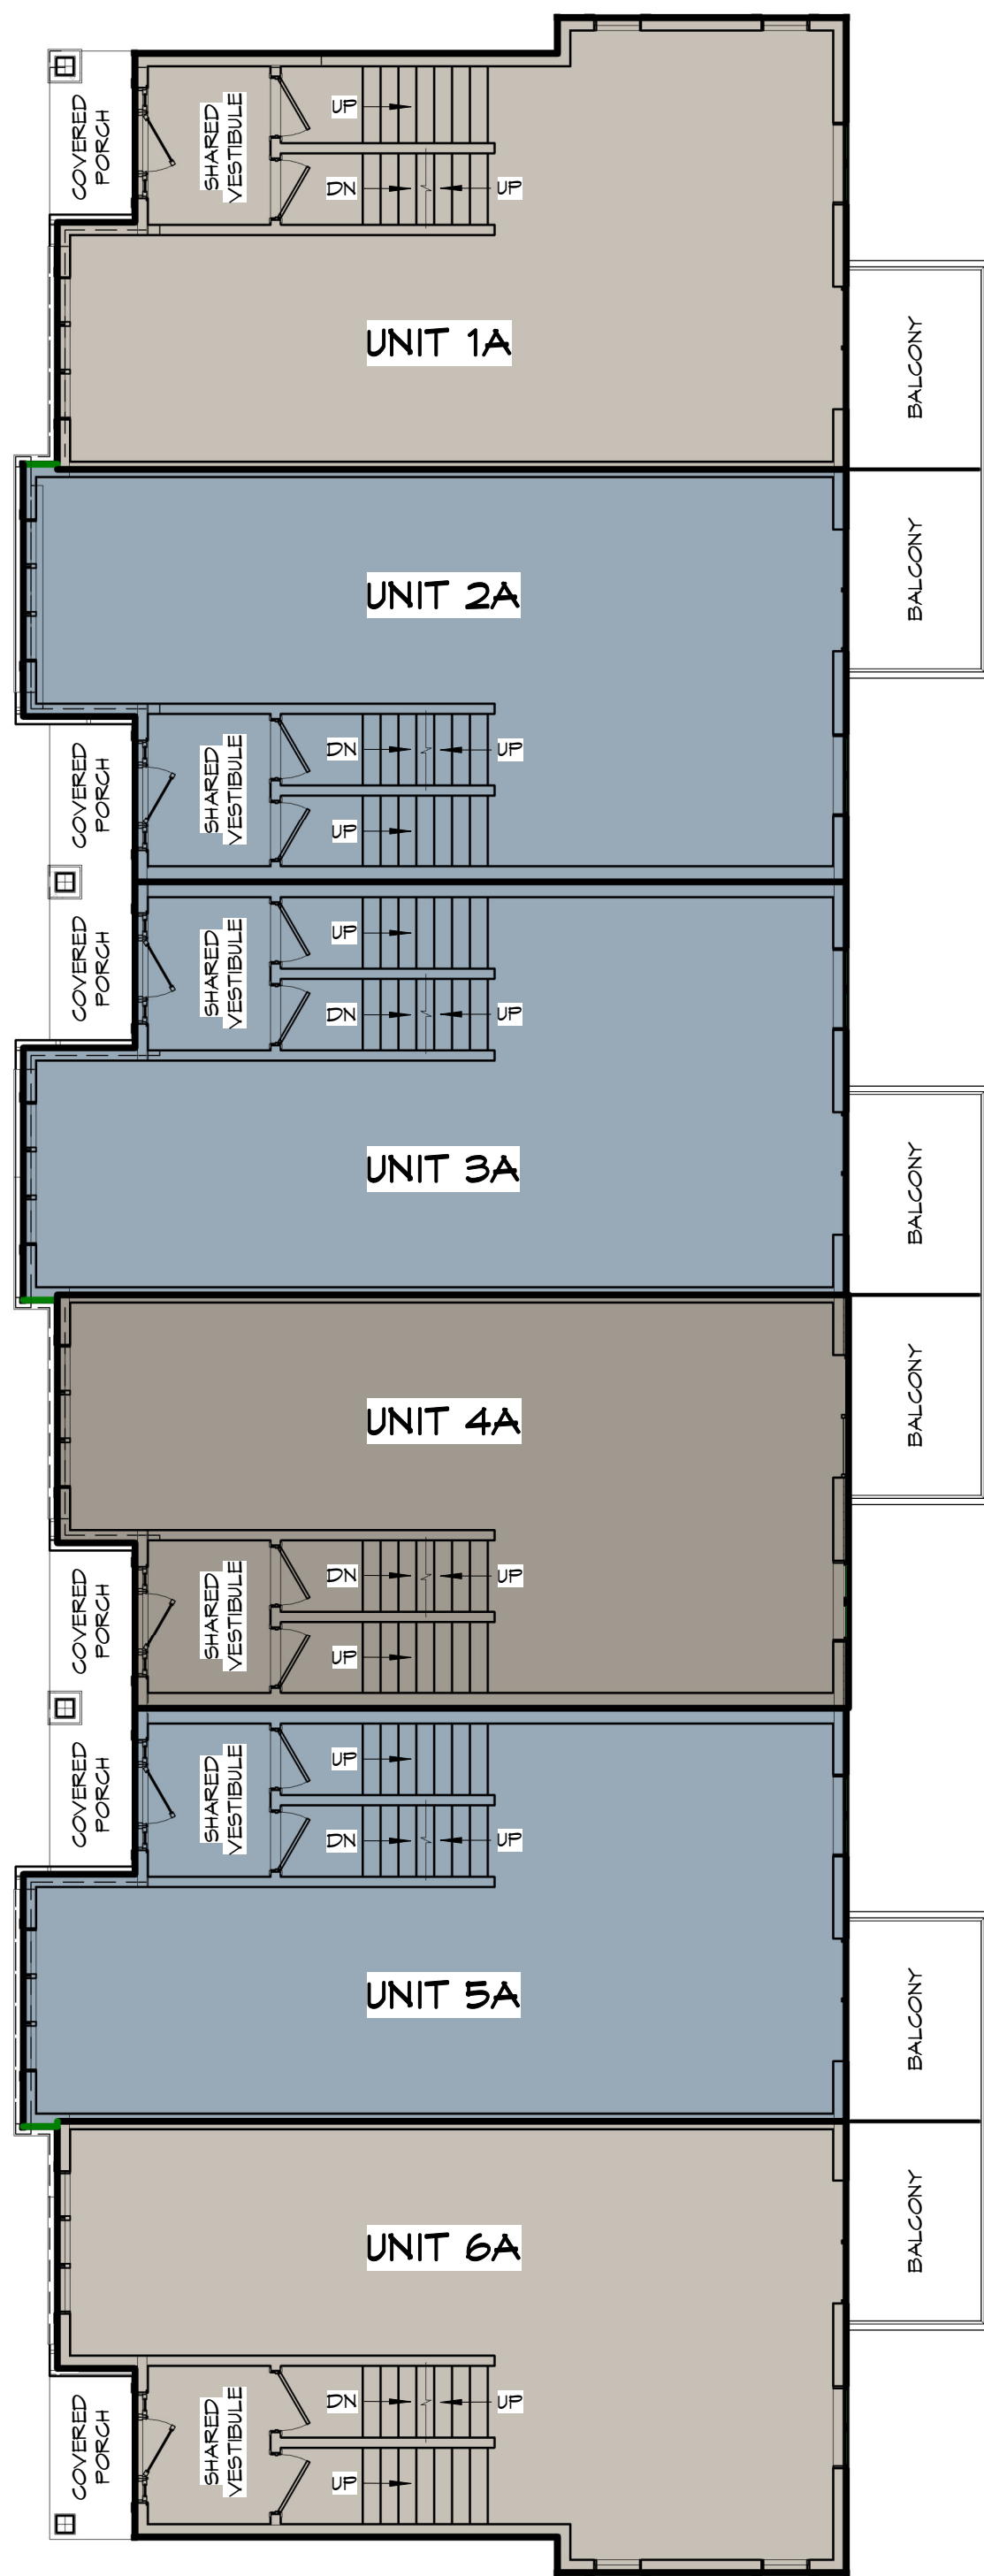 COVERED
PORCH
SHARED
VESTIBULE
UP
DN
UP
UNIT 1A
BALCONY
UNIT 2A
BALCONY
COVERED
PORCH
SHARED
VESTIBULE
DN
UP
UP
COVERED
PORCH
SHARED
VESTIBULE
UP
DN
UP
UNIT 3A
BALCONY
UNIT 4A
BALCONY
COVERED
PORCH
SHARED
VESTIBULE
DN
UP
UP
COVERED
PORCH
SHARED
VESTIBULE
UP
DN
UP
UNIT 5A
BALCONY
UNIT 6A
BALCONY
COVERED
PORCH
SHARED
VESTIBULE
DN
UP
UP